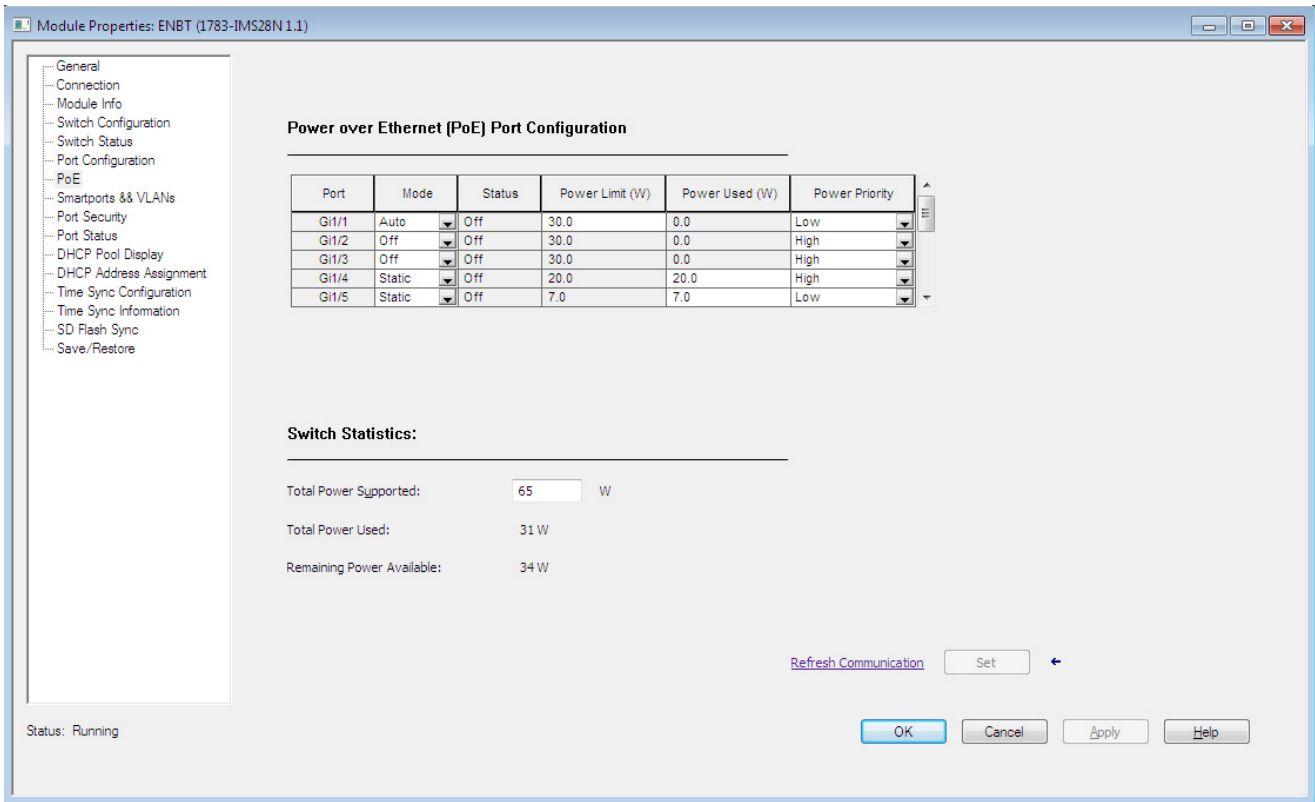 Module Properties: ENBT (1783-IMS28N 1.1)
General
Connection
Module Info
Switch Configuration
Switch Status
Port Configuration
PoE
Smartports && VLANs
Port Security
Port Status
DHCP Pool Display
DHCP Address Assignment
Time Sync Configuration
Time Sync Information
SD Flash Sync
Save/Restore
Power over Ethernet (PoE) Port Configuration
Port Mode Status Power Limit (W) Power Used (W) Power Priority
Gi1/1 Auto Off 30.0 0.0 Low
Gi1/2 Off Off 30.0 0.0 High
Gi1/3 Off Off 30.0 0.0 High
Gi1/4 Static Off 20.0 20.0 High
Gi1/5 Static Off 7.0 7.0 Low
Switch Statistics:
Total Power Supported: 65 W
Total Power Used: 31 W
Remaining Power Available: 34 W
Refresh Communication Set
Status: Running
OK Cancel Apply Help